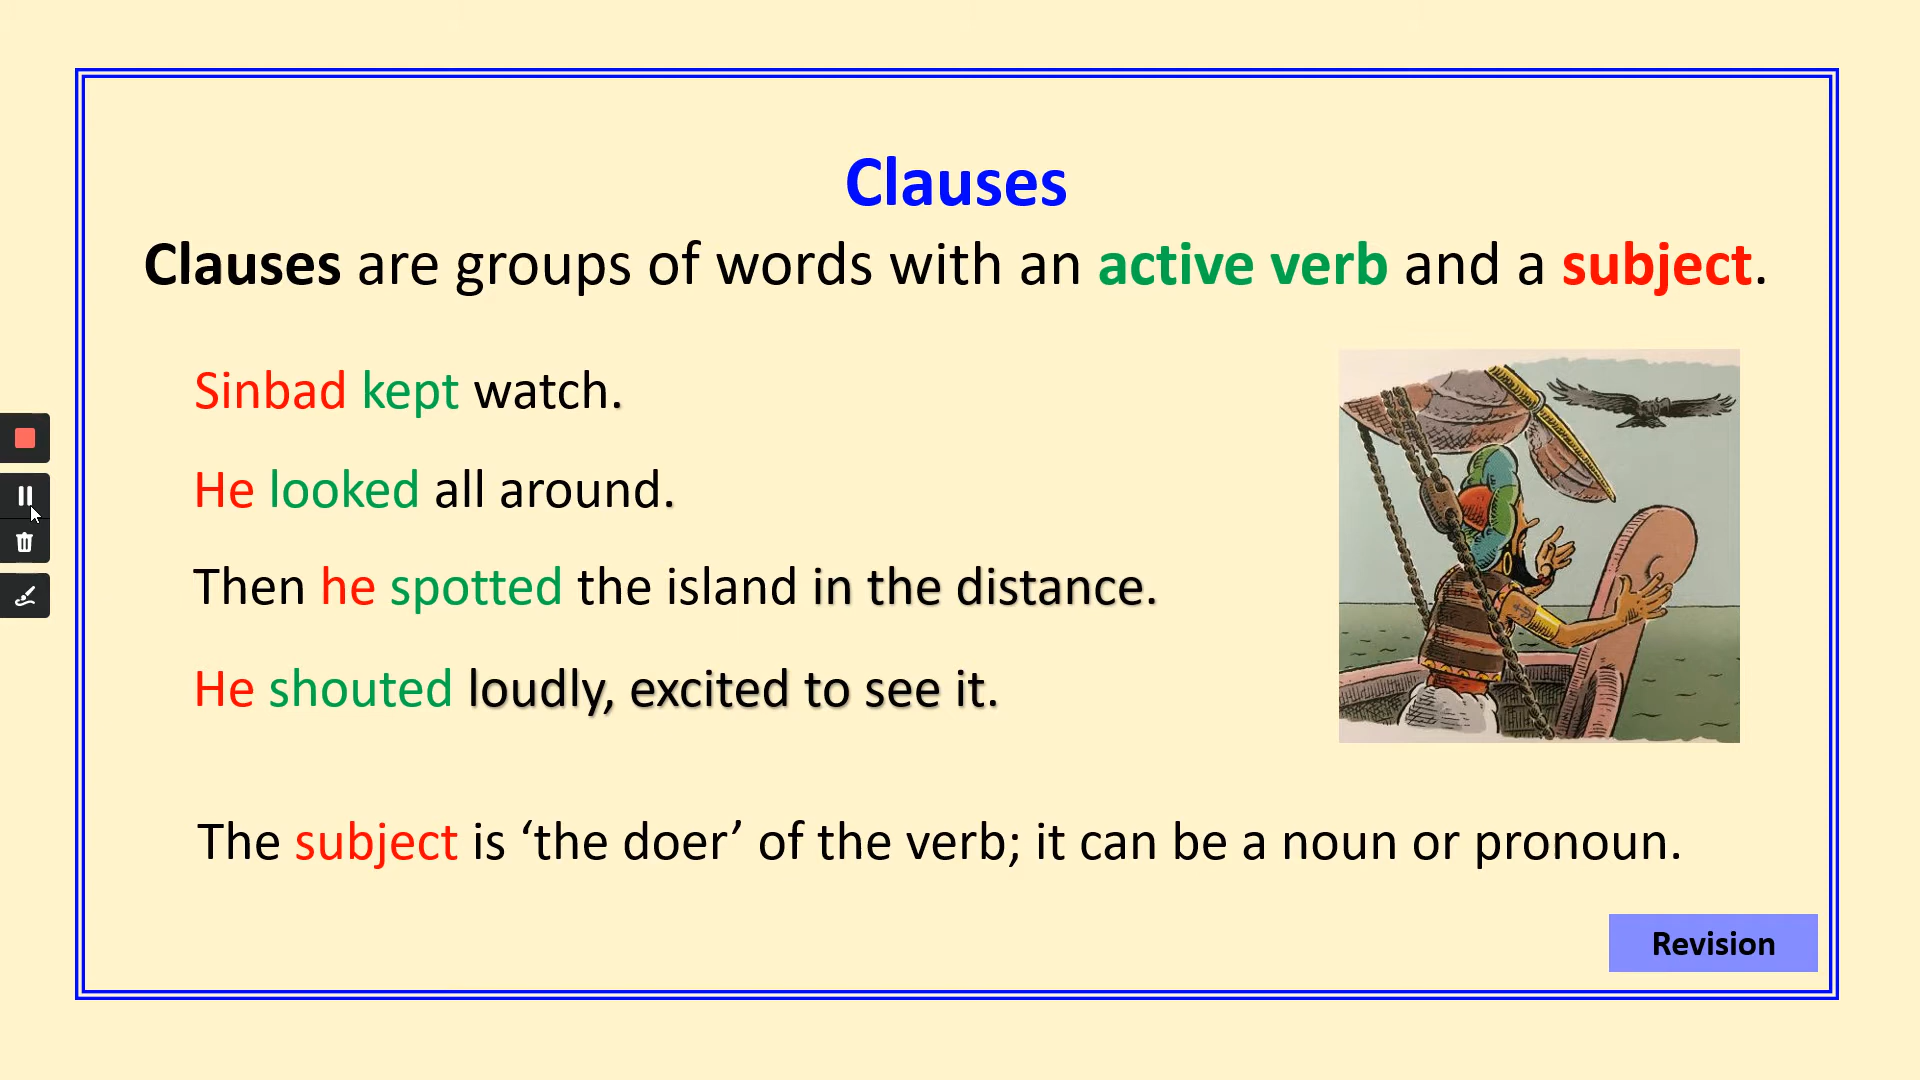 Clauses
Clauses are groups of words with an active verb and a subject.
Sinbad kept watch.
He looked all around.
Then he spotted the island in the distance.
He shouted loudly, excited to see it.
The subject is ‘the doer’ of the verb; it can be a noun or pronoun.
Revision